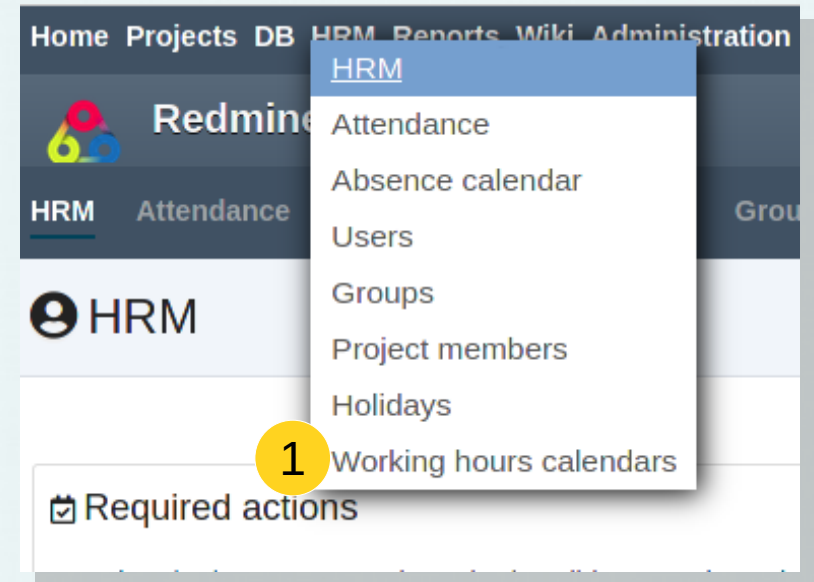 Home Projects DB HRM Reports Wiki Administration
HRM
Redmine
Attendance
Absence calendar
HRM Attendance Grou
Users
Groups
HRM
Project members
Holidays
1 Working hours calendars
Required actions